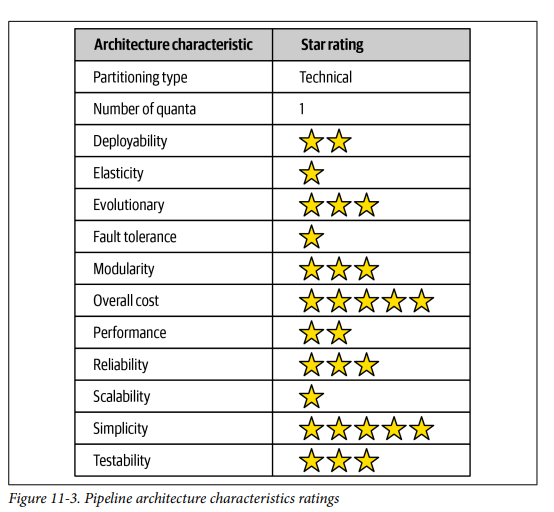 Architecture characteristic Star rating
Partitioning type Technical
Number of quanta 1
Deployability
Elasticity
Evolutionary
Fault tolerance
Modularity
Overall cost
Performance
Reliability
Scalability
Simplicity
Testability
Figure 11-3. Pipeline architecture characteristics ratings